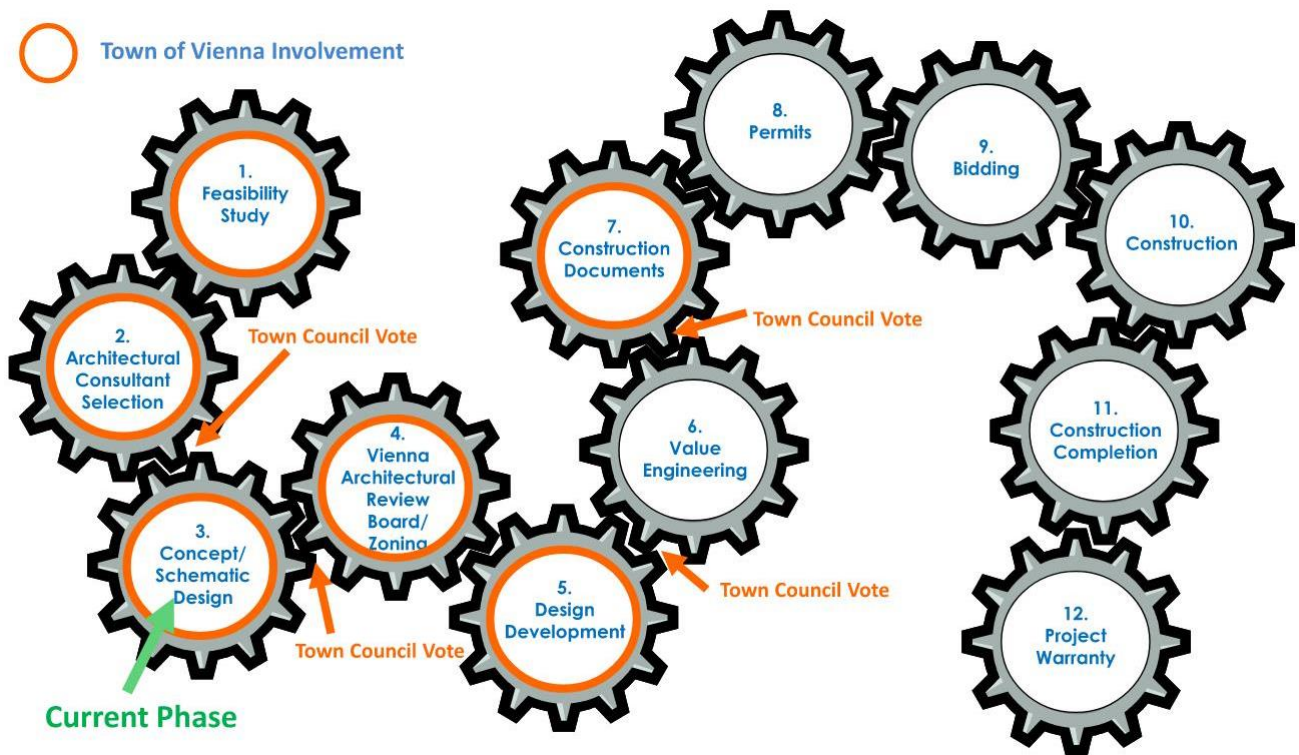 Town of Vienna Involvement
1.
Feasibility
Study
2.
Architectural
Consultant
Selection
Town Council Vote
3.
Concept/
Schematic
Design
Current Phase
Town Council Vote
4.
Vienna
Architectural
Review
Board/
Zoning
5.
Design
Development
Town Council Vote
6.
Value
Engineering
Town Council Vote
7.
Construction
Documents
8.
Permits
9.
Bidding
10.
Construction
11.
Construction
Completion
12.
Project
Warranty